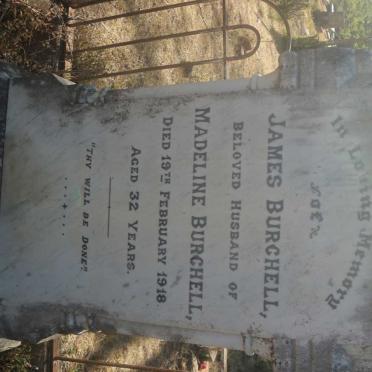 In Loving Memory
of
JAMES BURCHELL,
BELOVED HUSBAND OF
MADELINE BURCHELL,
DIED 19TH FEBRUARY 1918
AGED 32 YEARS.
"THY WILL BE DONE."